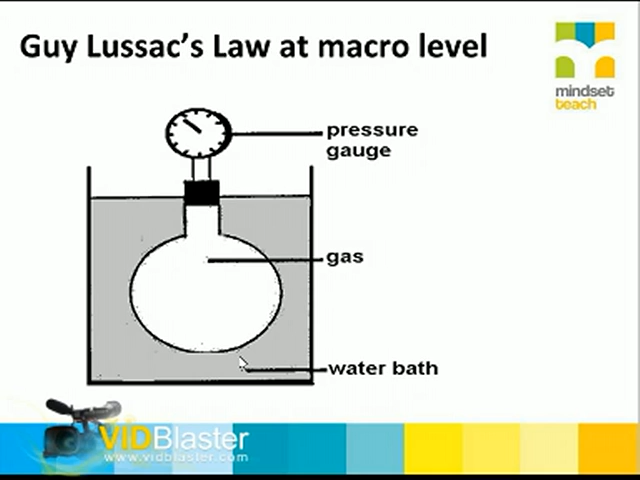 Guy Lussac's Law at macro level
mindset
teach
pressure
gauge
gas
water bath
VIDBlaster
www.vidblaster.com